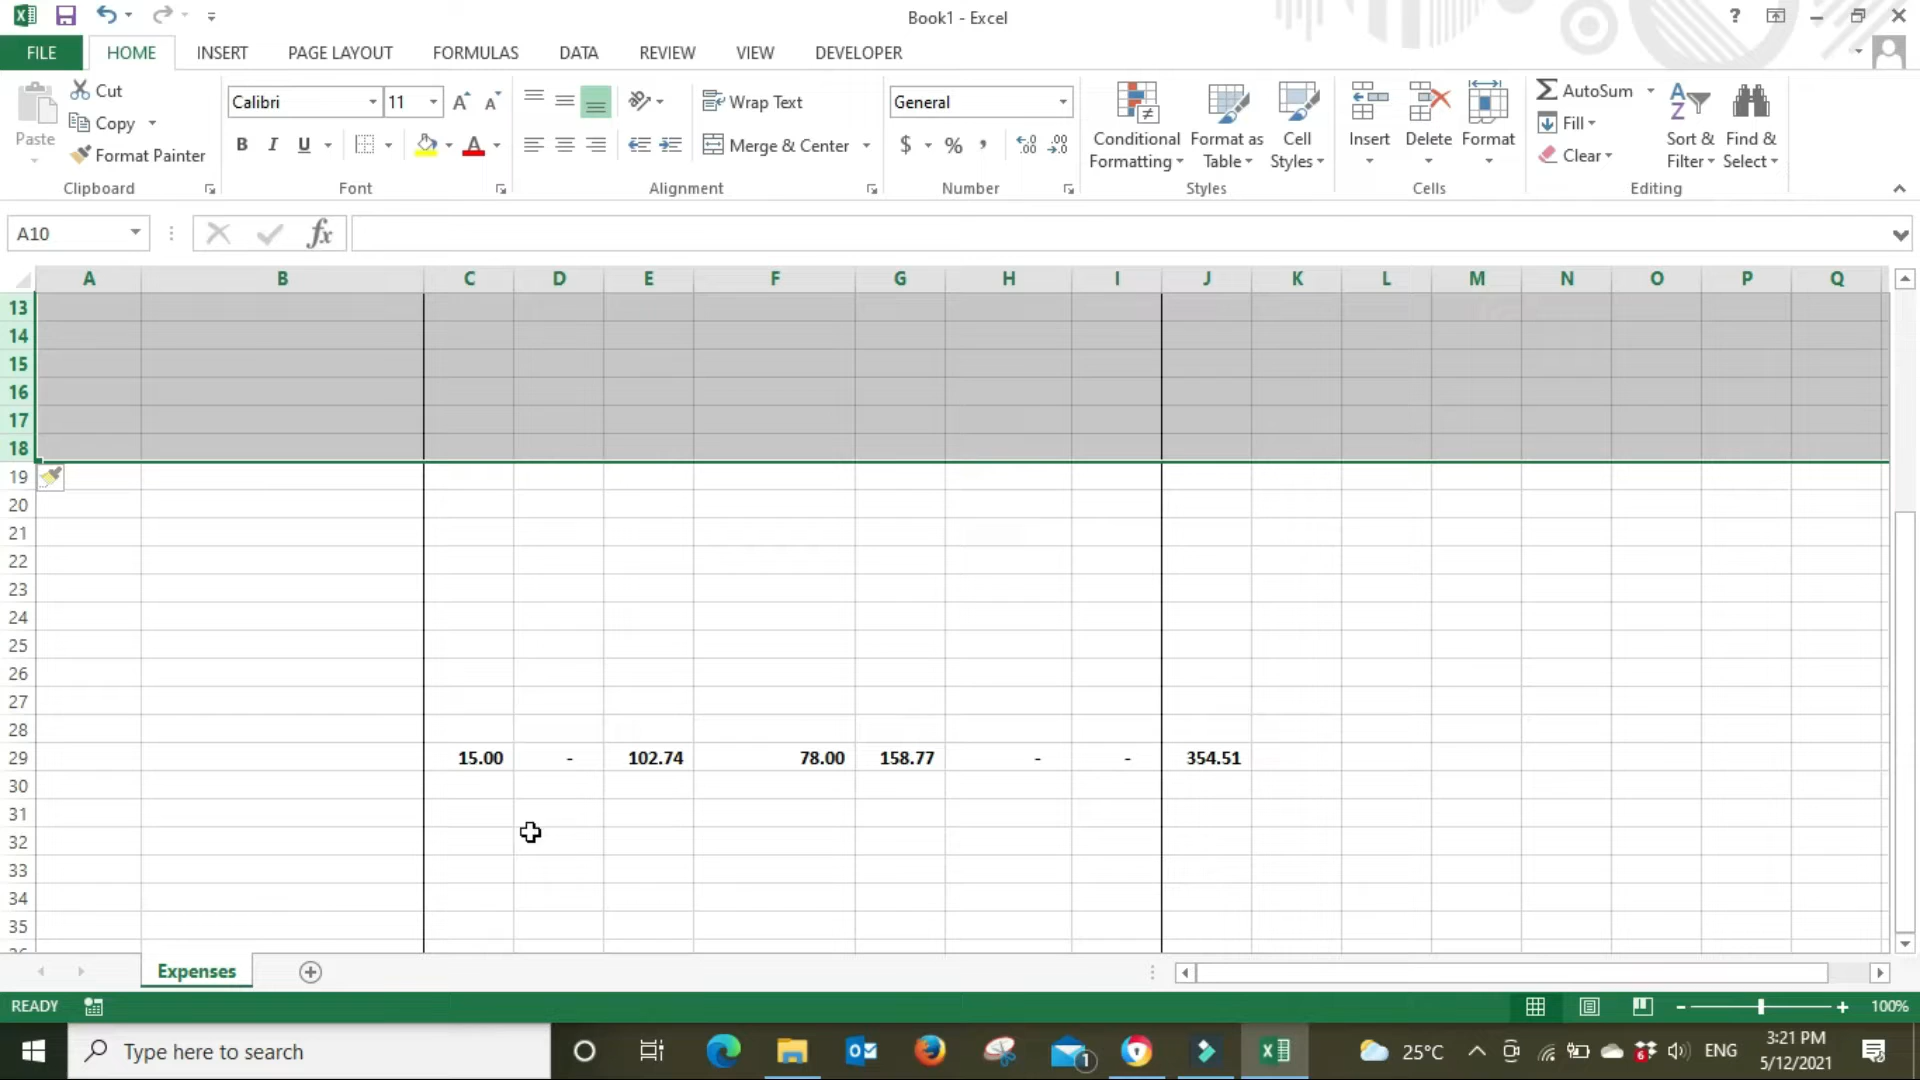 Book1 - Excel
FILE HOME INSERT PAGE LAYOUT FORMULAS DATA REVIEW VIEW DEVELOPER
Paste
Cut
Copy
Format Painter
Clipboard
Calibri 11
B I U
Font
Wrap Text
Merge & Center
Alignment
General
$ % ,
Number
Conditional Formatting
Format as Table
Cell Styles
Styles
Insert
Delete
Format
Cells
AutoSum
Fill
Clear
Sort & Filter
Find & Select
Editing
A10
fx
A B C D E F G H I J K L M N O P Q
13
14
15
16
17
18
19
20
21
22
23
24
25
26
27
28
29 15.00 - 102.74 78.00 158.77 - - 354.51
30
31
32
33
34
35
Expenses
READY
100%
Type here to search
1
25°C
6
ENG
3:21 PM
5/12/2021